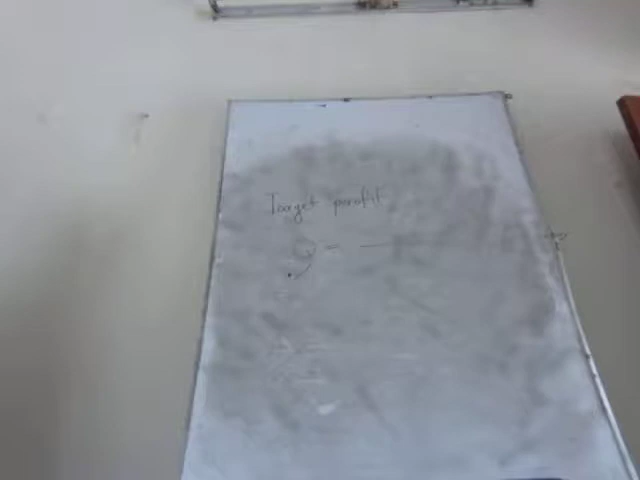 Target profit
Q = —